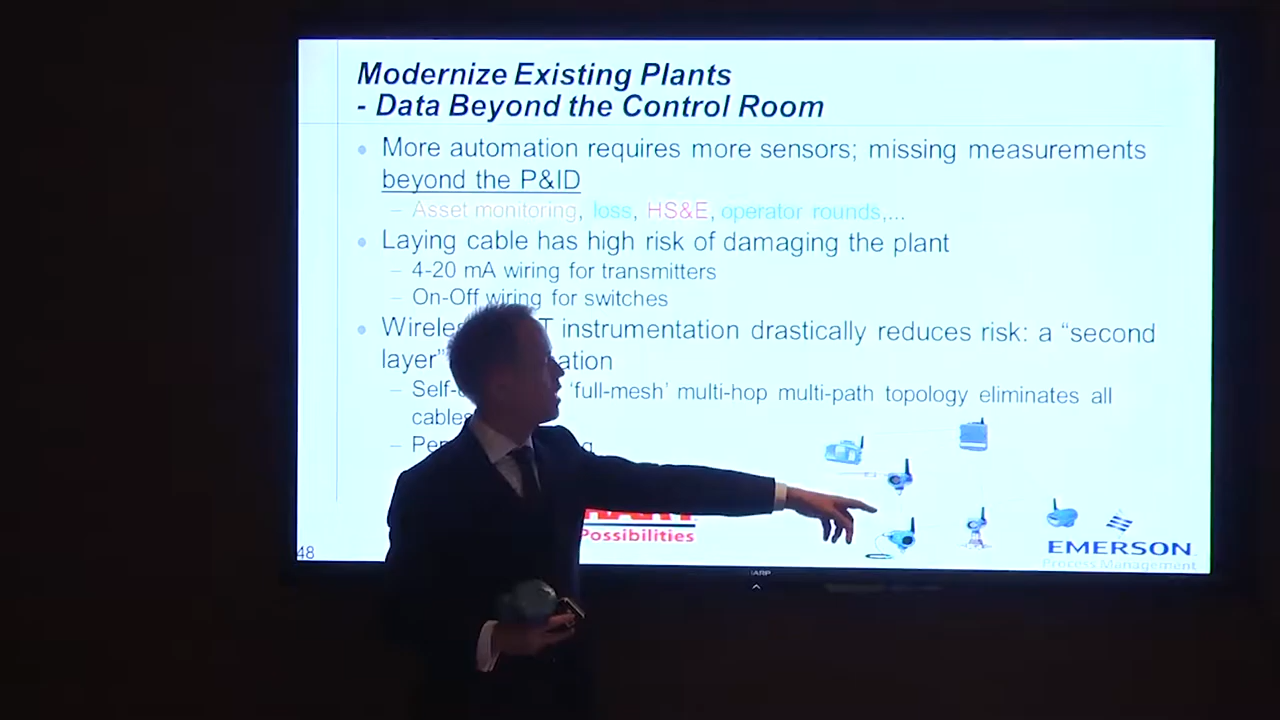 Modernize Existing Plants
- Data Beyond the Control Room
More automation requires more sensors; missing measurements
beyond the P&ID
– Asset monitoring, loss, HS&E, operator rounds,...
Laying cable has high risk of damaging the plant
– 4-20 mA wiring for transmitters
– On-Off wiring for switches
instrumentation drastically reduces risk: a “second
layer”
– ‘full-mesh’ multi-hop multi-path topology eliminates all
Possibilities
EMERSON
Process Management
48